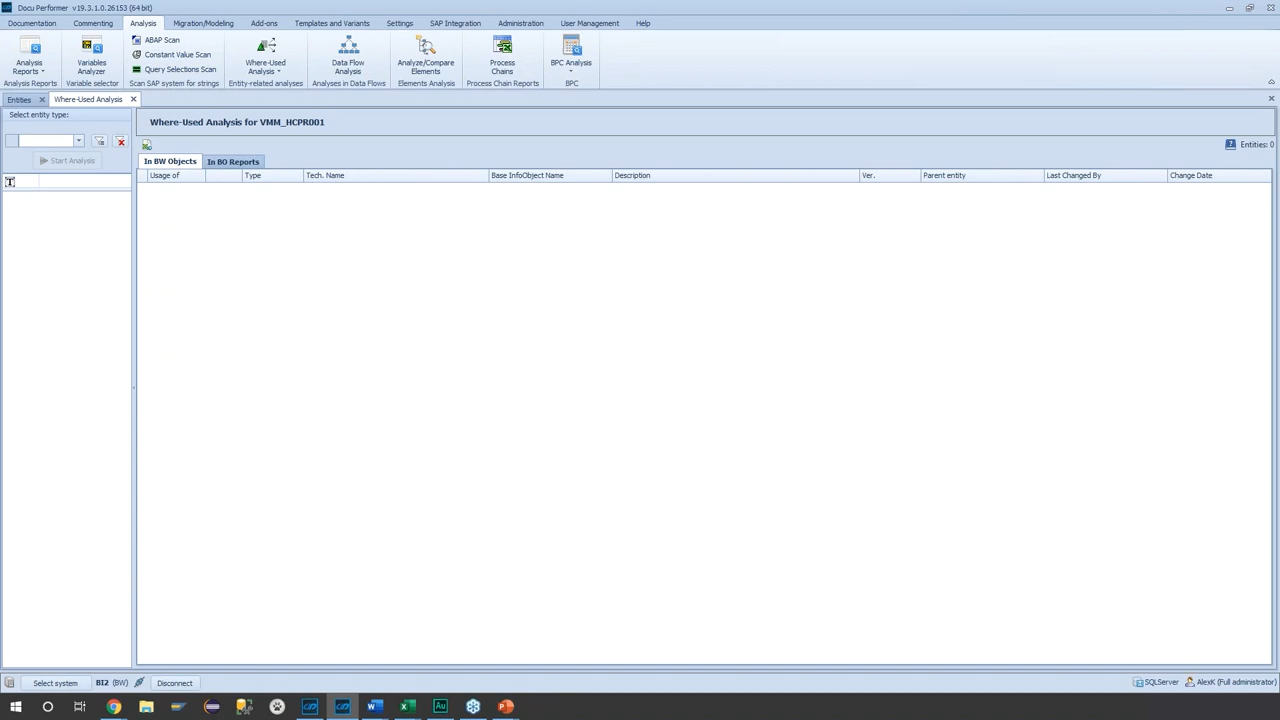 Docu Performer v19.3.1.0.26153 (64 bit)
Documentation Commenting Analysis Migration/Modeling Add-ons Templates and Variants Settings SAP Integration Administration User Management Help
Analysis Reports
Variables Analyzer
ABAP Scan
Constant Value Scan
Query Selections Scan
Where-Used Analysis
Data Flow Analysis
Analyze/Compare Elements
Process Chains
BPC Analysis
Analysis Reports Variable selector Scan SAP system for strings Entity-related analyses Analyses in Data Flows Elements Analysis Process Chain Reports BPC
Entities Where-Used Analysis
Select entity type:
Start Analysis
Where-Used Analysis for VMM_HCPR001
Entities: 0
In BW Objects In BO Reports
Usage of Type Tech. Name Base InfoObject Name Description Ver. Parent entity Last Changed By Change Date
Select system BI2 (BW) Disconnect SQLServer AlexK (Full administrator)